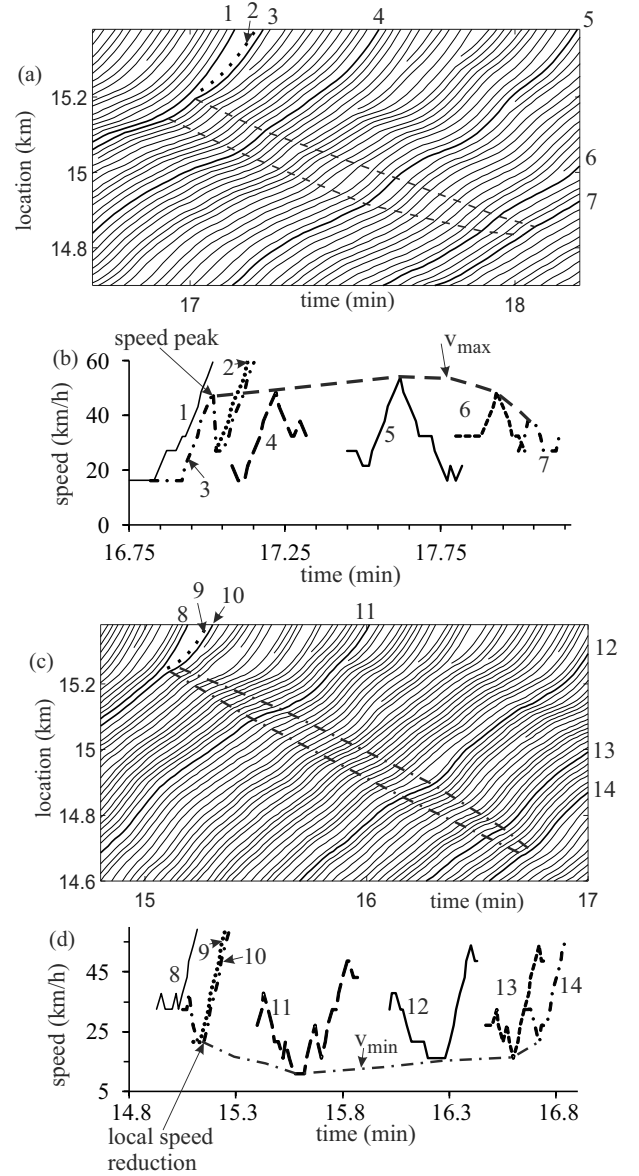 1 2 3 4 5
(a)
15.2
15
14.8
location (km)
6
7
17 time (min) 18
speed peak
(b)
60
40
20
0
speed (km/h)
v_max
1 2 3 4 5 6 7
16.75 17.25 17.75
time (min)
8 9 10 11
(c)
15.2
15
14.8
14.6
location (km)
12
13
14
15 16 time (min) 17
(d)
45
25
5
speed (km/h)
8 9 10 11 12 13 14
v_min
14.8 15.3 15.8 16.3 16.8
time (min)
local speed
reduction